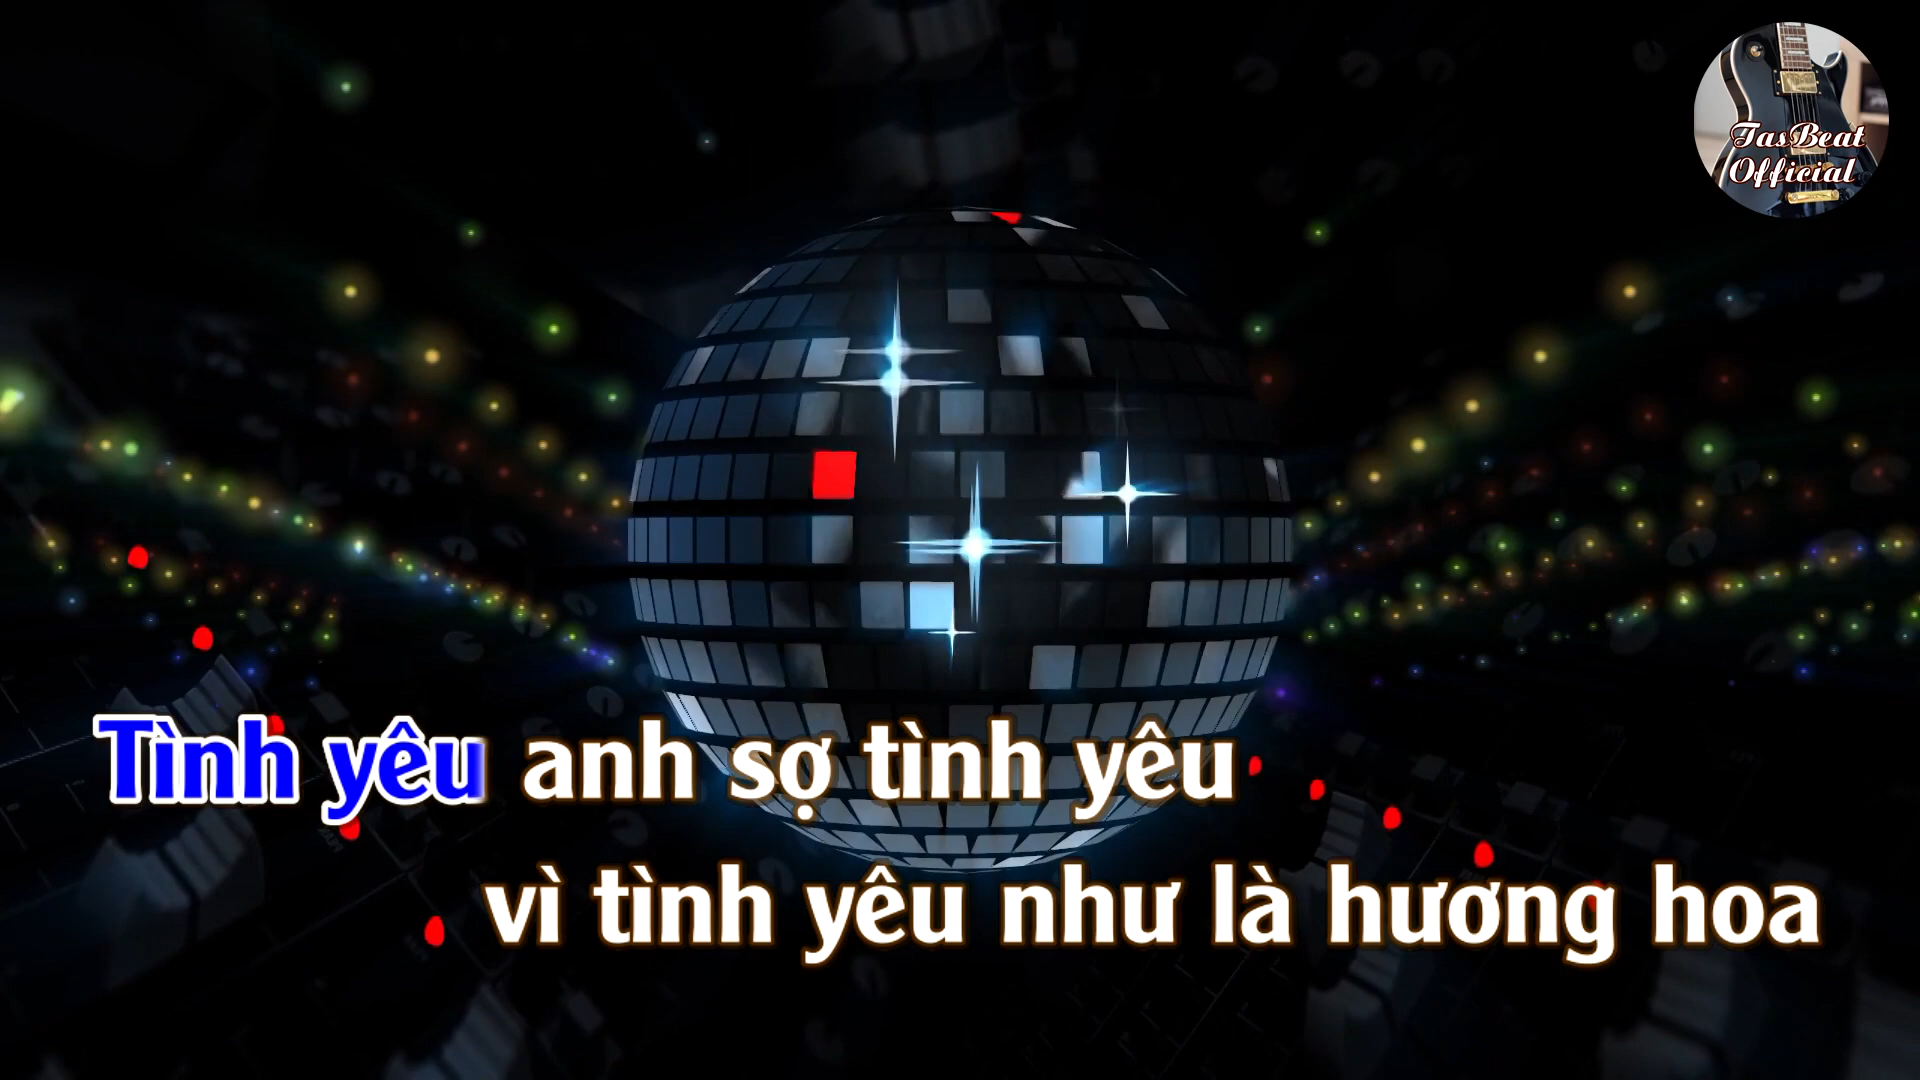 TasBeat
Official
Tình yêu anh sợ tình yêu
vì tình yêu như là hương hoa